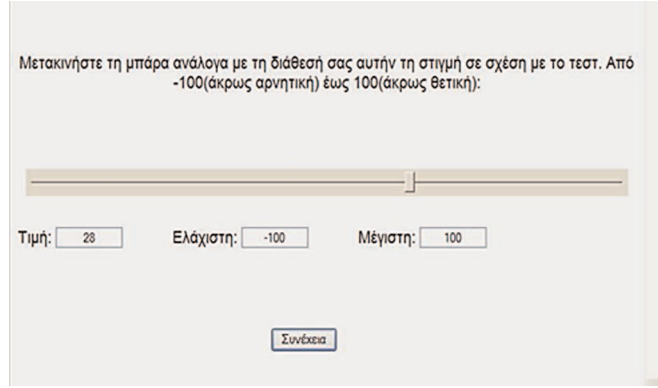 Μετακινήστε τη μπάρα ανάλογα με τη διάθεσή σας αυτήν τη στιγμή σε σχέση με το τεστ. Από
-100(άκρως αρνητική) έως 100(άκρως θετική):
Τιμή: 28 Ελάχιστη: -100 Μέγιστη: 100
Συνέχεια